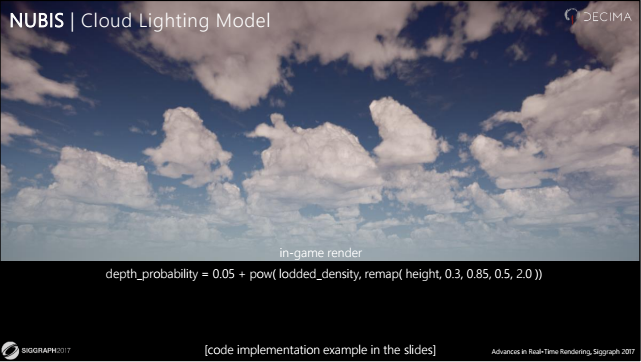 NUBIS | Cloud Lighting Model
DECIMA
in-game render
depth_probability = 0.05 + pow( lodded_density, remap( height, 0.3, 0.85, 0.5, 2.0 ))
SIGGRAPH2017
[code implementation example in the slides]
Advances in Real-Time Rendering, Siggraph 2017